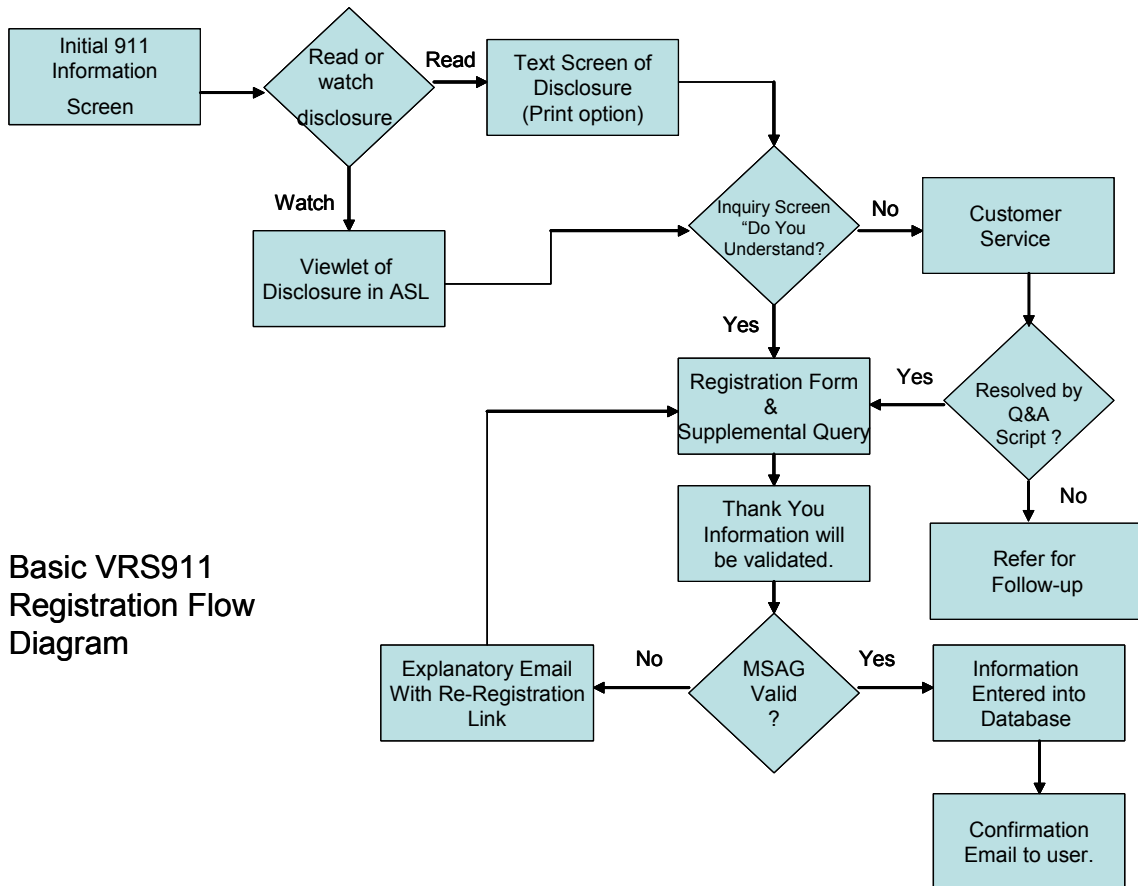 Initial 911
Information
Screen
Read or
watch
disclosure
Read
Text Screen of
Disclosure
(Print option)
Watch
Viewlet of
Disclosure in ASL
Inquiry Screen
“Do You
Understand?
No
Customer
Service
Yes
Registration Form
&
Supplemental Query
Yes
Resolved by
Q&A
Script ?
No
Refer for
Follow-up
Thank You
Information will
be validated.
Basic VRS911
Registration Flow
Diagram
MSAG
Valid
?
No
Explanatory Email
With Re-Registration
Link
Yes
Information
Entered into
Database
Confirmation
Email to user.